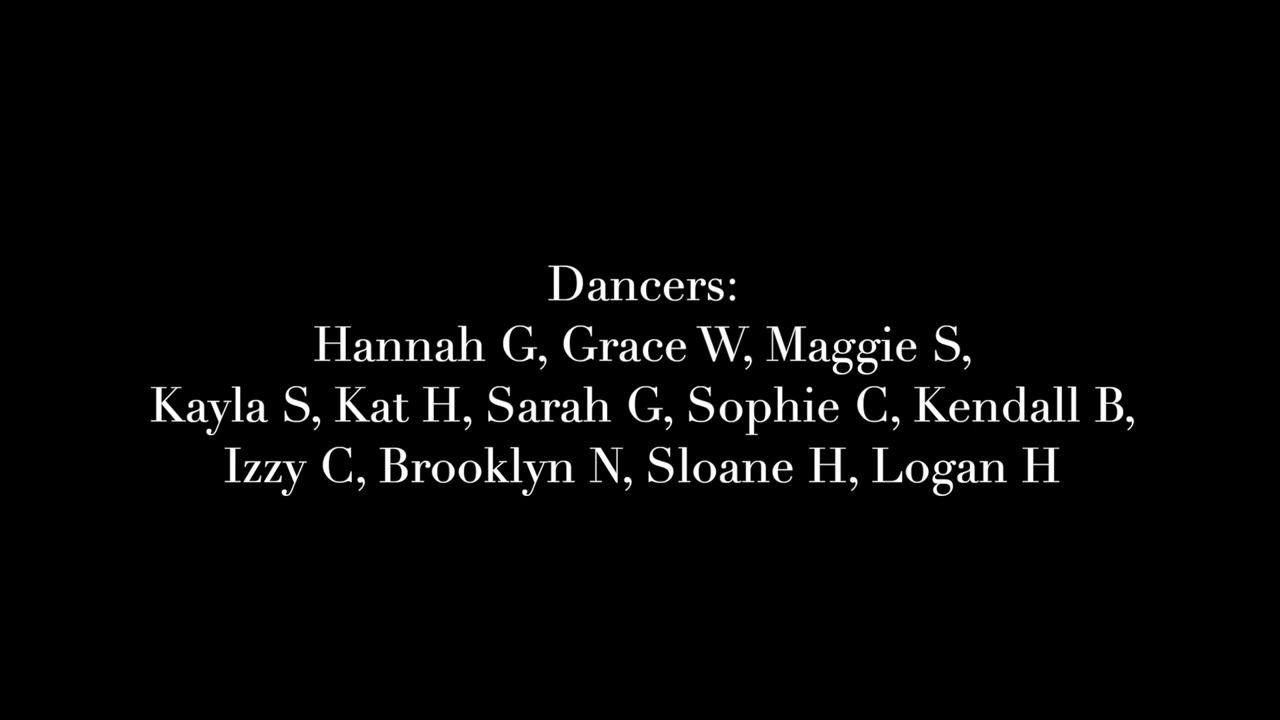 Dancers:
Hannah G, Grace W, Maggie S,
Kayla S, Kat H, Sarah G, Sophie C, Kendall B,
Izzy C, Brooklyn N, Sloane H, Logan H